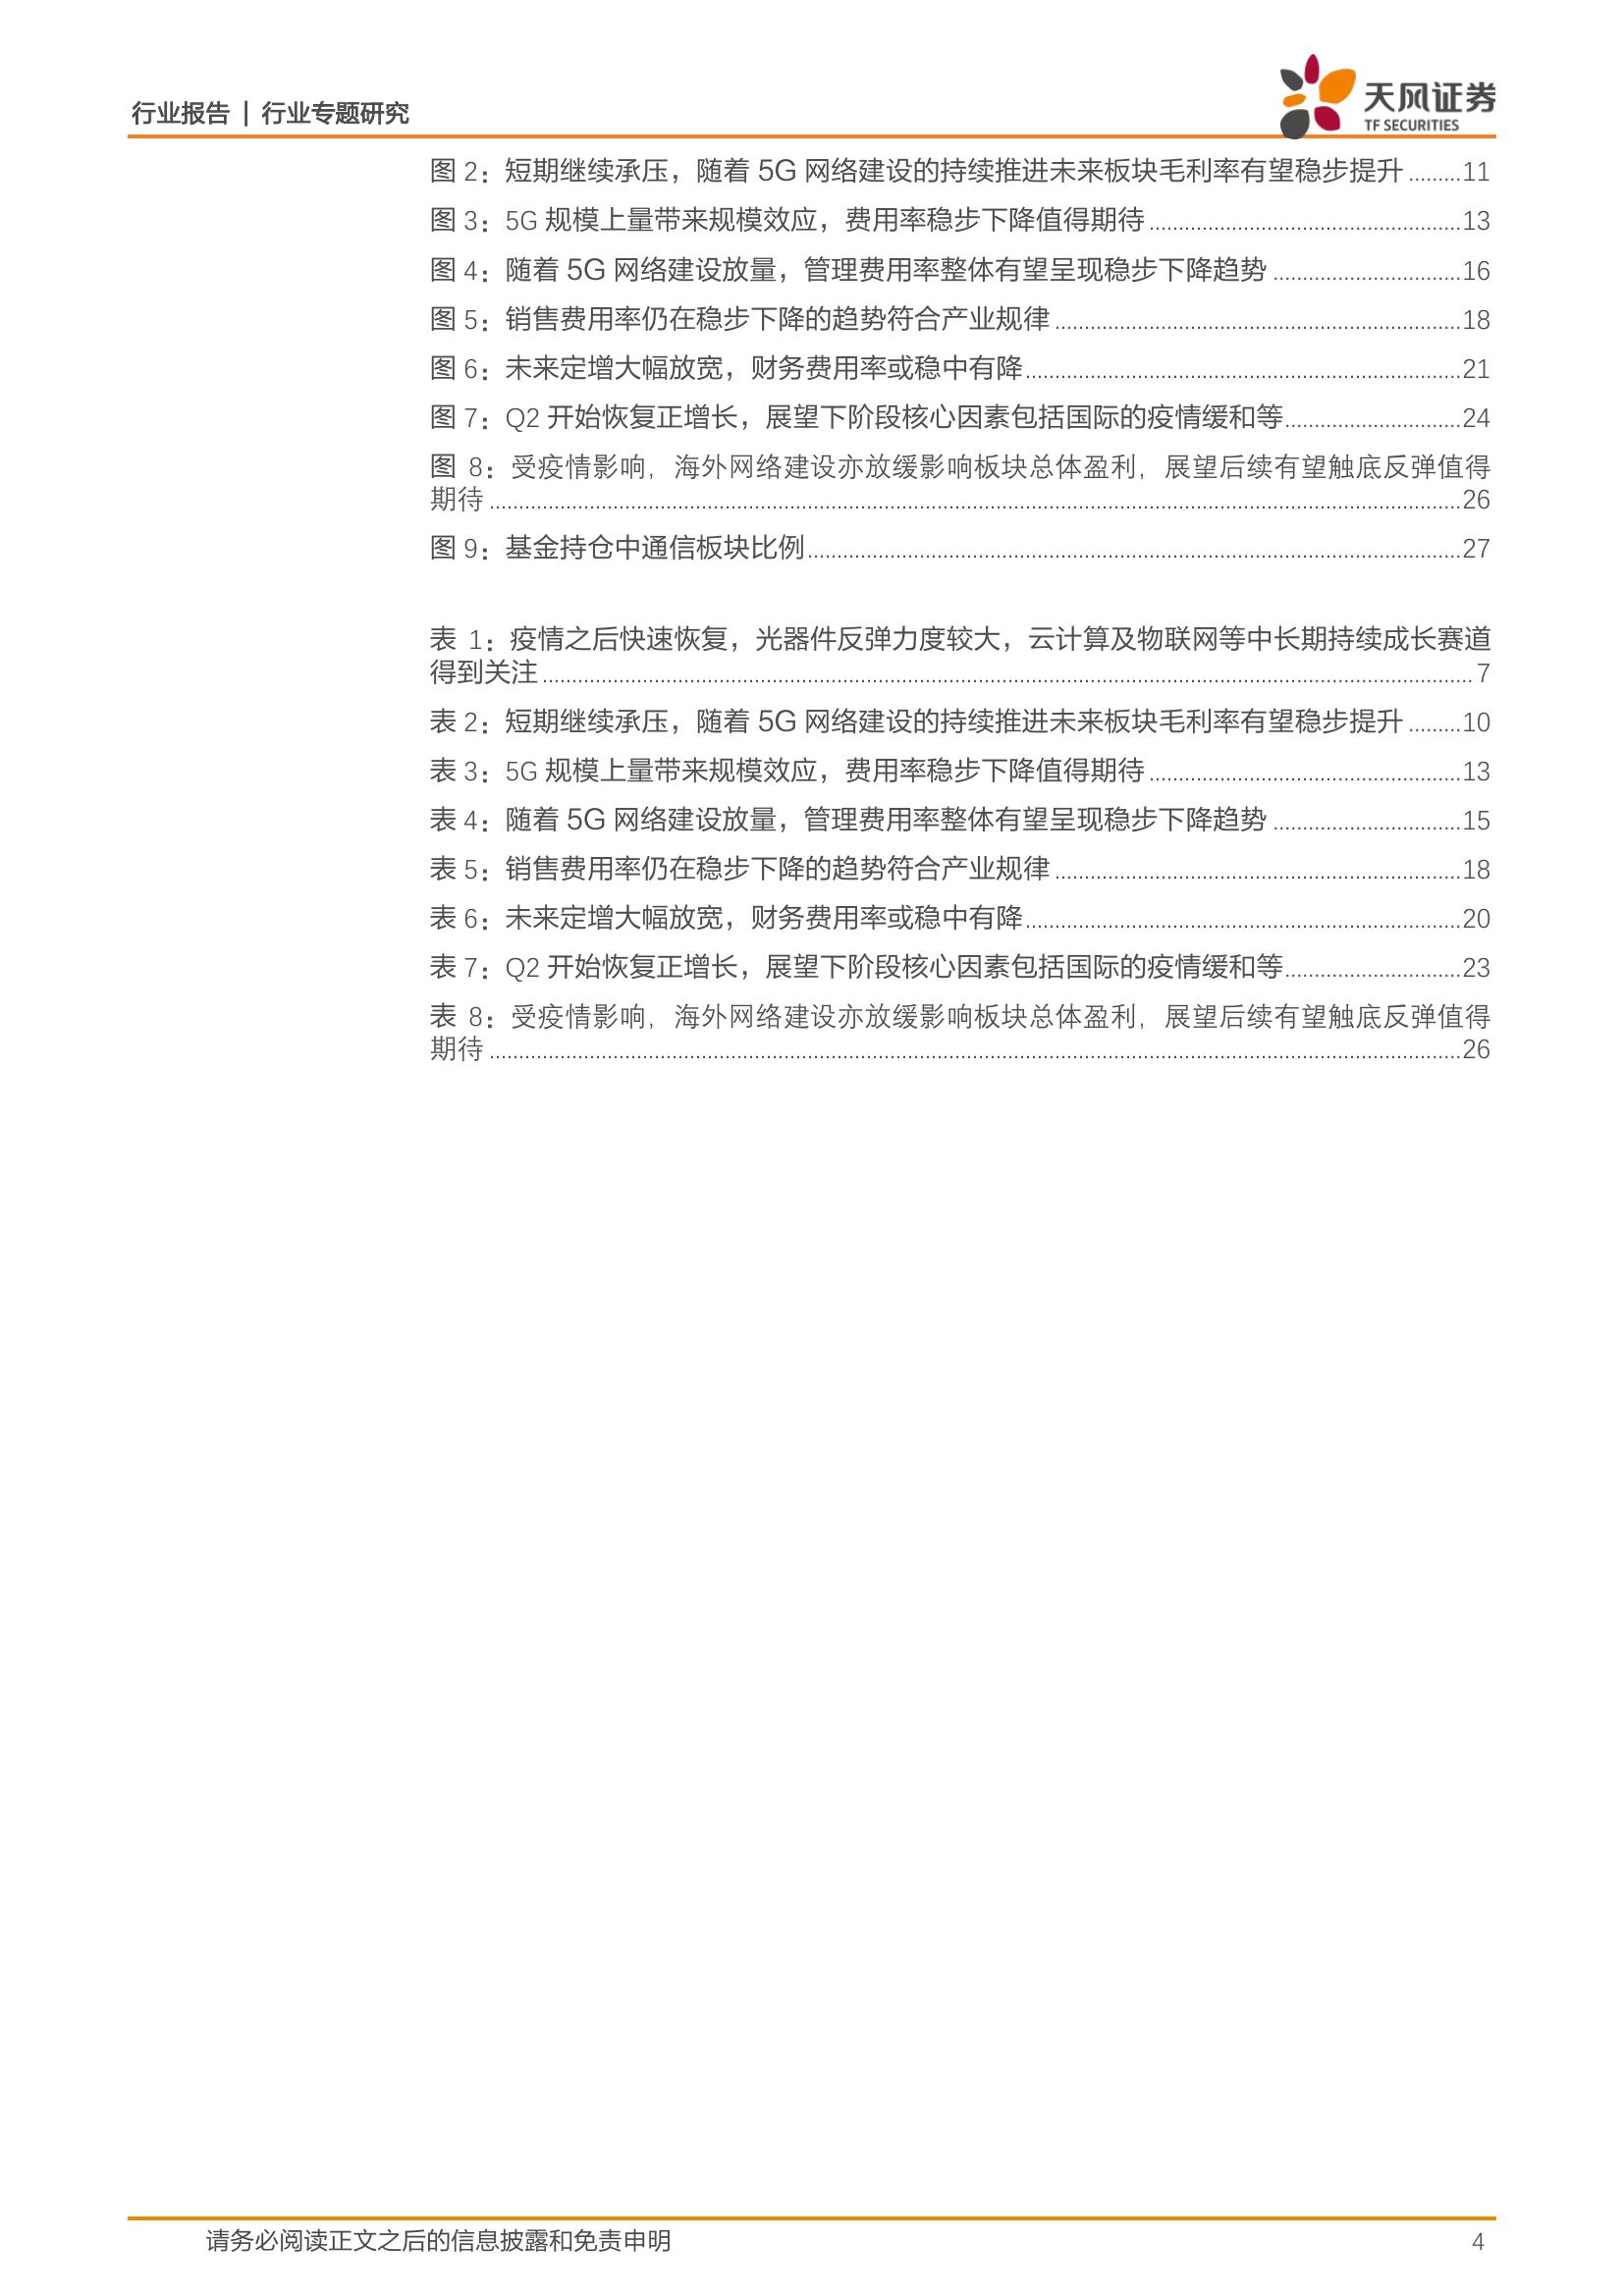 行业报告 | 行业专题研究
天风证券
TF SECURITIES
图 2：短期继续承压，随着 5G 网络建设的持续推进未来板块毛利率有望稳步提升.........11
图 3：5G 规模上量带来规模效应，费用率稳步下降值得期待.....................................................13
图 4：随着 5G 网络建设放量，管理费用率整体有望呈现稳步下降趋势................................16
图 5：销售费用率仍在稳步下降的趋势符合产业规律.....................................................................18
图 6：未来定增大幅放宽，财务费用率或稳中有降..........................................................................21
图 7：Q2 开始恢复正增长，展望下阶段核心因素包括国际的疫情缓和等..............................24
图 8：受疫情影响，海外网络建设亦放缓影响板块总体盈利，展望后续有望触底反弹值得
期待.....................................................................................................................................................................26
图 9：基金持仓中通信板块比例...............................................................................................................27
表 1：疫情之后快速恢复，光器件反弹力度较大，云计算及物联网等中长期持续成长赛道
得到关注.............................................................................................................................................................. 7
表 2：短期继续承压，随着 5G 网络建设的持续推进未来板块毛利率有望稳步提升.........10
表 3：5G 规模上量带来规模效应，费用率稳步下降值得期待.....................................................13
表 4：随着 5G 网络建设放量，管理费用率整体有望呈现稳步下降趋势................................15
表 5：销售费用率仍在稳步下降的趋势符合产业规律.....................................................................18
表 6：未来定增大幅放宽，财务费用率或稳中有降..........................................................................20
表 7：Q2 开始恢复正增长，展望下阶段核心因素包括国际的疫情缓和等..............................23
表 8：受疫情影响，海外网络建设亦放缓影响板块总体盈利，展望后续有望触底反弹值得
期待.....................................................................................................................................................................26
请务必阅读正文之后的信息披露和免责申明 4